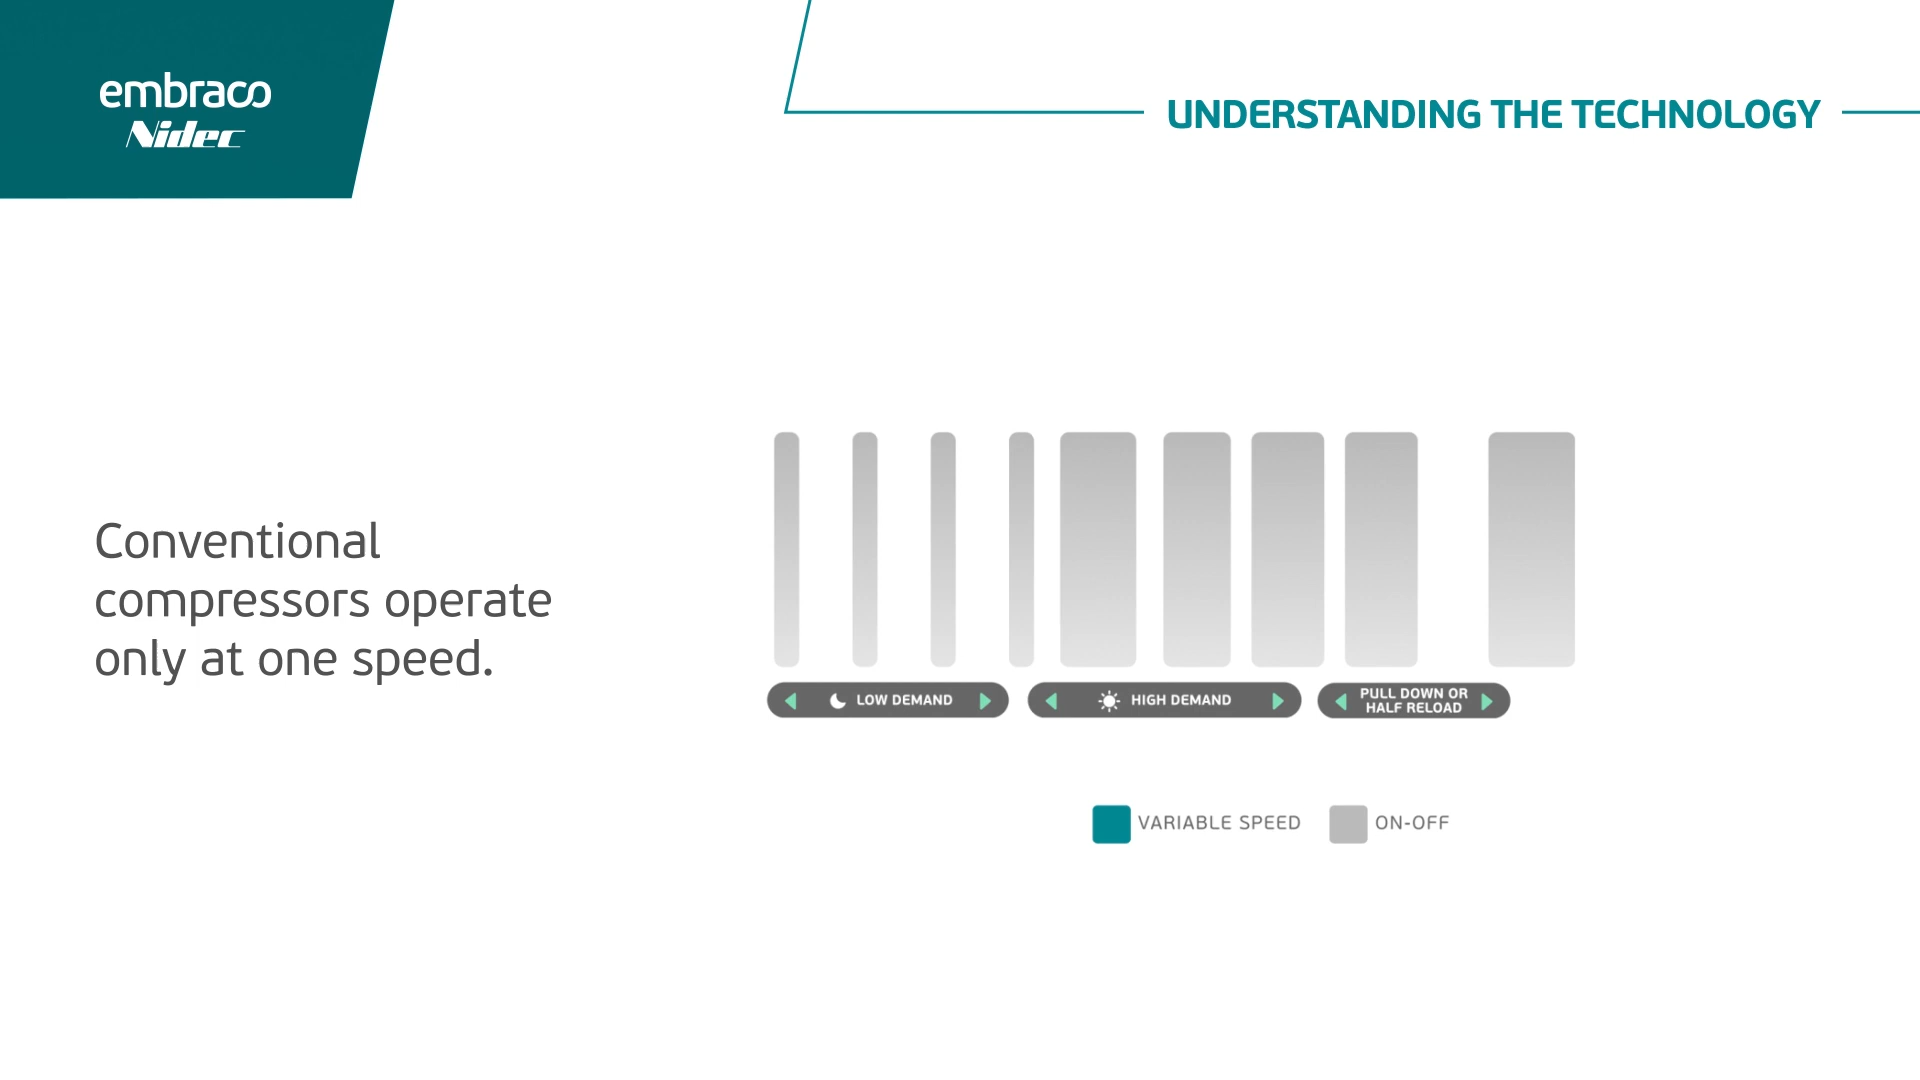 embraco
Nidec
UNDERSTANDING THE TECHNOLOGY
Conventional
compressors operate
only at one speed.
LOW DEMAND
HIGH DEMAND
PULL DOWN OR
HALF RELOAD
VARIABLE SPEED
ON-OFF